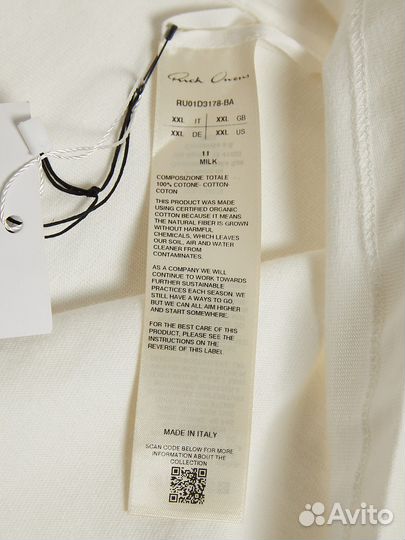 Rick Owens
RU01D3178-BA
XXL IT XXL GB
XXL DE XXL US
11
MILK
COMPOSIZIONE TOTALE
100% COTONE- COTTON-
COTON
THIS PRODUCT WAS MADE
USING CERTIFIED ORGANIC
COTTON BECAUSE IT MEANS
THE NATURAL FIBER IS GROWN
WITHOUT HARMFUL
CHEMICALS, WHICH LEAVES
OUR SOIL, AIR AND WATER
CLEANER FROM
CONTAMINATES.
AS A COMPANY WE WILL
CONTINUE TO WORK TOWARDS
FURTHER SUSTAINABLE
PRACTICES EACH SEASON. WE
STILL HAVE A WAYS TO GO.
BUT WE CAN ALL AIM HIGHER
AND START SOMEWHERE.
FOR THE BEST CARE OF THIS
PRODUCT, PLEASE SEE THE
INSTRUCTIONS ON THE
REVERSE OF THIS LABEL
MADE IN ITALY
SCAN CODE BELOW FOR MORE
INFORMATION ABOUT THE
COLLECTION
Avito